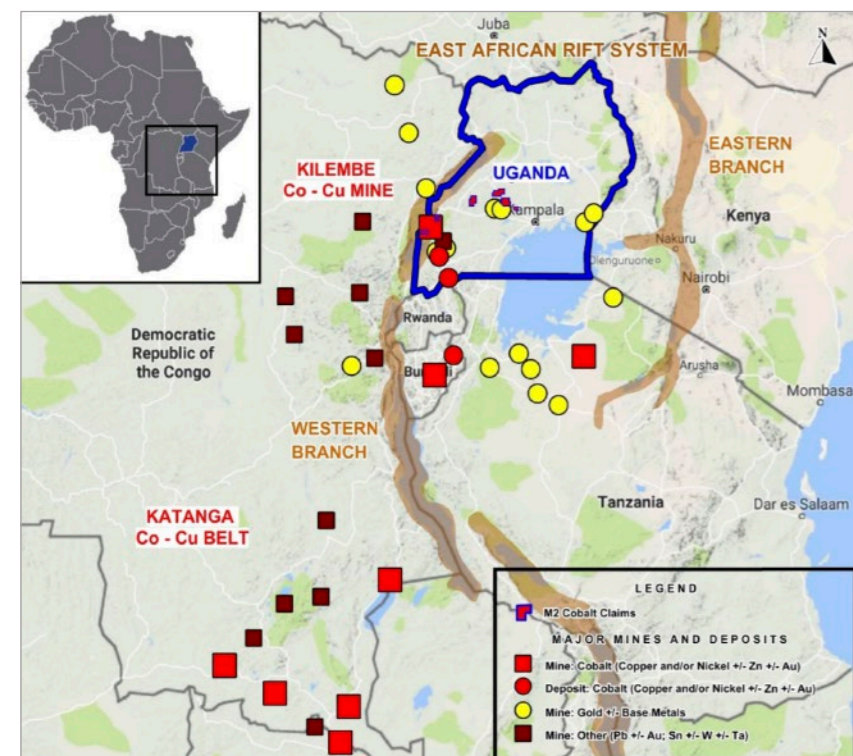 Juba
EAST AFRICAN RIFT SYSTEM
N
EASTERN
BRANCH
KILEMBE
Co - Cu MINE
UGANDA
Kampala
Kenya
Nakuru
Olenguruone
Nairobi
Rwanda
Democratic
Republic of
the Congo
Arusha
Mombasa
WESTERN
BRANCH
KATANGA
Co - Cu BELT
Tanzania
Dar es Salaam
LEGEND
M2 Cobalt Claims
MAJOR MINES AND DEPOSITS
Mine: Cobalt (Copper and/or Nickel +/- Zn +/- Au)
Deposit: Cobalt (Copper and/or Nickel +/- Zn +/- Au)
Mine: Gold +/- Base Metals
Mine: Other (Pb +/- Au; Sn +/- W +/- Ta)